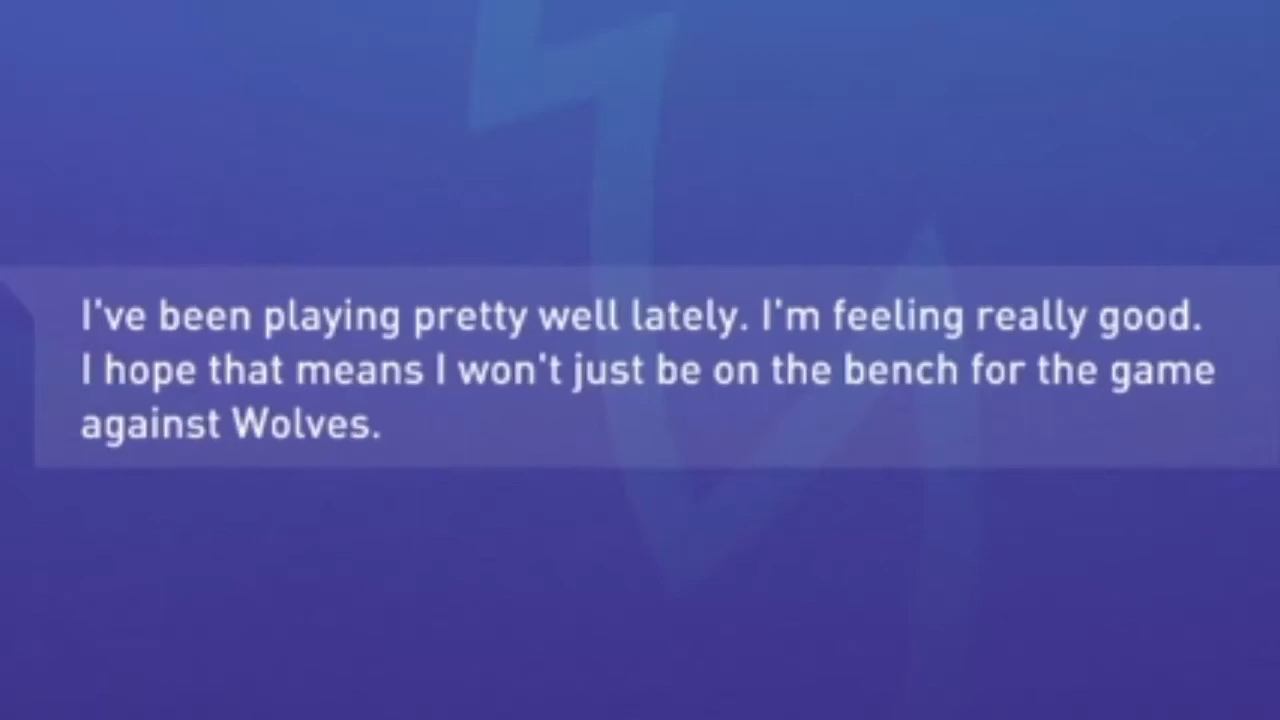 I've been playing pretty well lately. I'm feeling really good.
I hope that means I won't just be on the bench for the game
against Wolves.